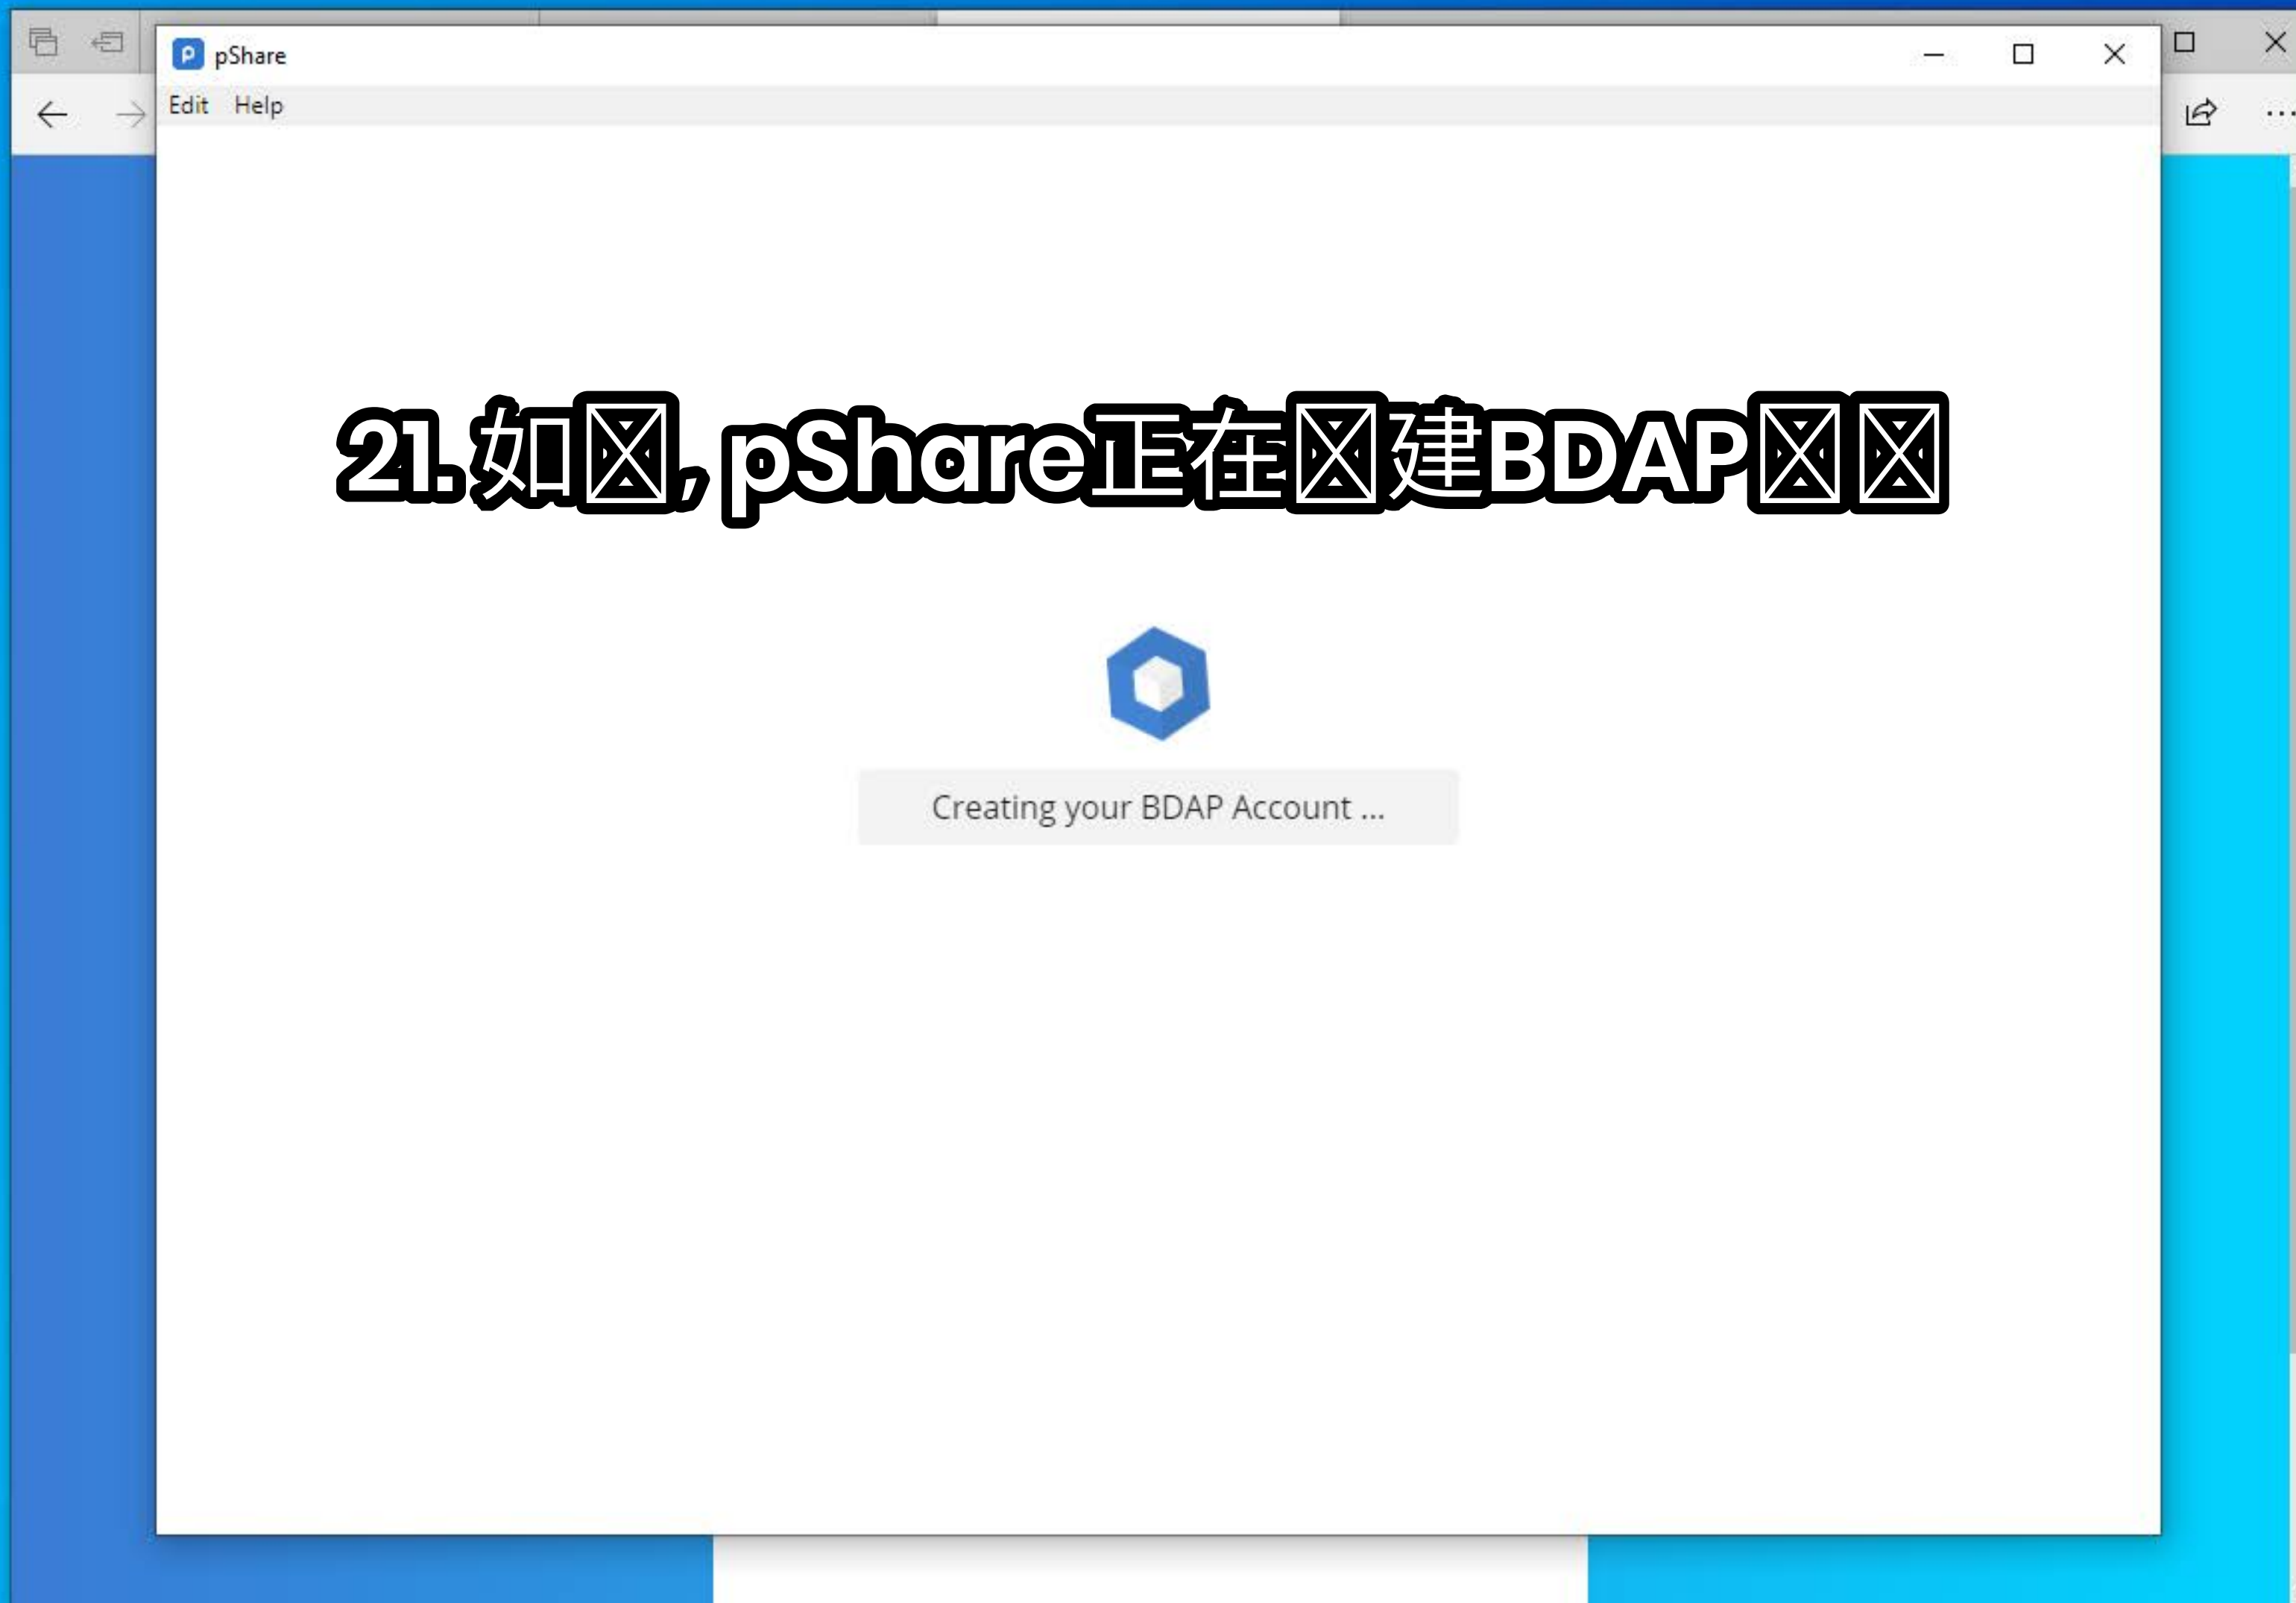 pShare
Edit Help
21. 如☒, pShare正在☒建BDAP☒☒
Creating your BDAP Account ...